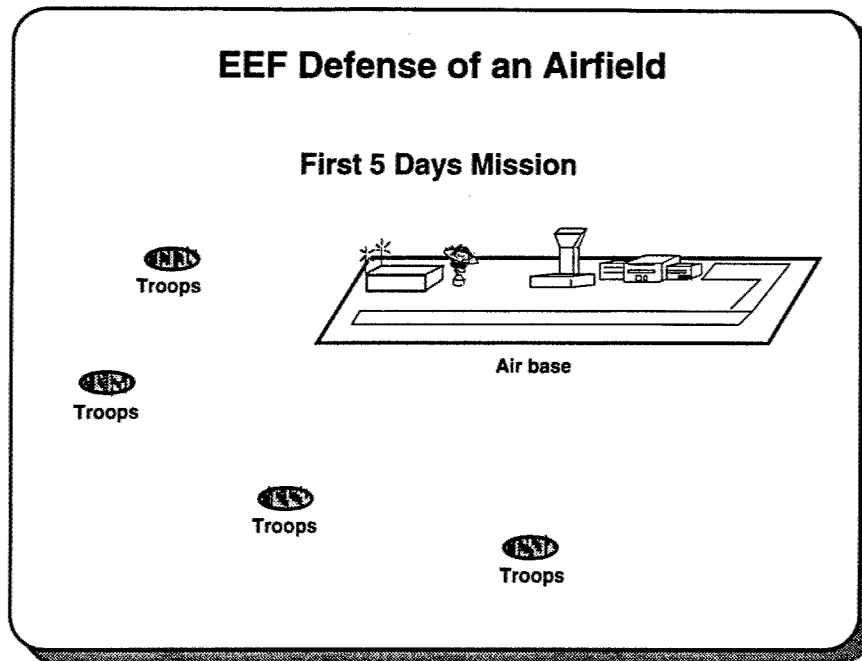 EEF Defense of an Airfield
First 5 Days Mission
Troops
Air base
Troops
Troops
Troops